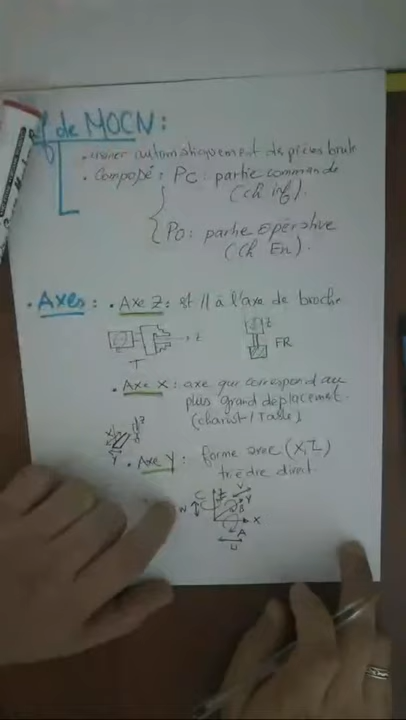 f de MOCN:
usiner automatiquement des pièces brute
• Composé: PC: partie commande
(ch inf).
PO: partie opérative
(Ch En).
• Axes: • Axe Z: est // à l'axe de broche
z
z
T
FR
• Axe X: axe qui correspond au
plus grand déplacement.
(chariot / Table)
z
X
Y
• Axe Y: forme avec (X, Z)
trièdre direct
C Z V
Y
W B
X
A
U